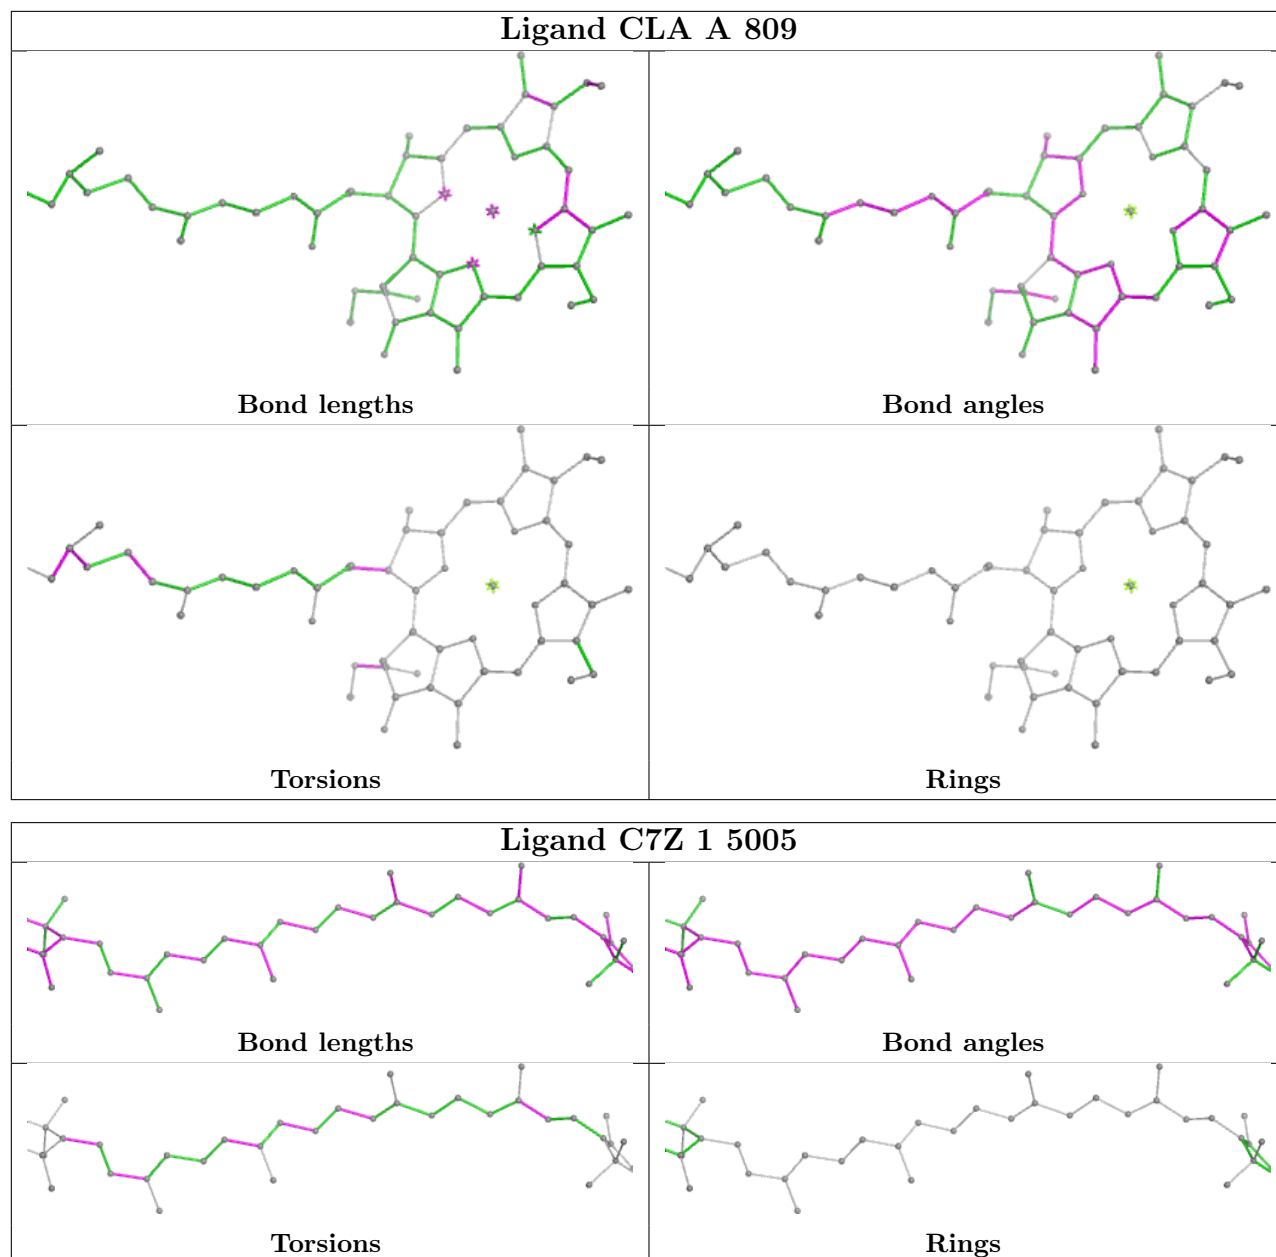 Ligand CLA A 809
Bond lengths
Bond angles
Torsions
Rings
Ligand C7Z 1 5005
Bond lengths
Bond angles
Torsions
Rings